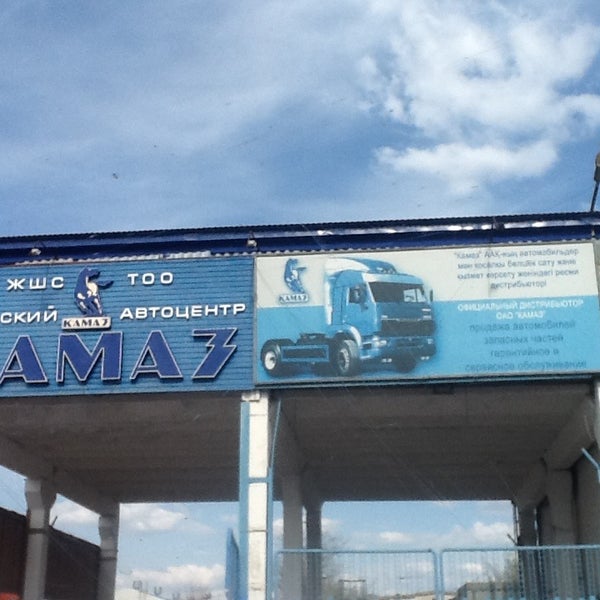 ЖШС ТОО
СКИЙ КАМАЗ Автоцентр
АМАЗ
КАМАЗ
"Камаз" ААҚ-ның автомобильдер
мен қосалқы бөлшек сату және
қызмет көрсету жөніндегі ресми
дистрибьюторі
ОФИЦИАЛЬНЫЙ ДИСТРИБЬЮТОР
ОАО "КАМАЗ"
продажа автомобилей
запасных частей
гарантийное и
сервисное обслуживание